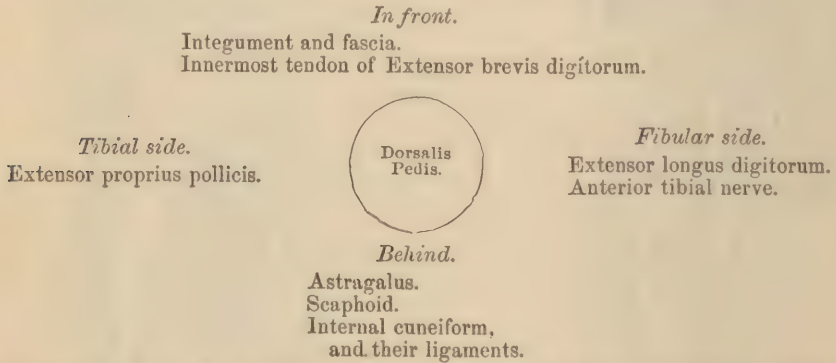 In front.
Integument and fascia.
Innermost tendon of Extensor brevis digitorum.
Tibial side.
Extensor proprius pollicis.
Dorsalis
Pedis.
Fibular side.
Extensor longus digitorum.
Anterior tibial nerve.
Behind.
Astragalus.
Scaphoid.
Internal cuneiform,
and their ligaments.